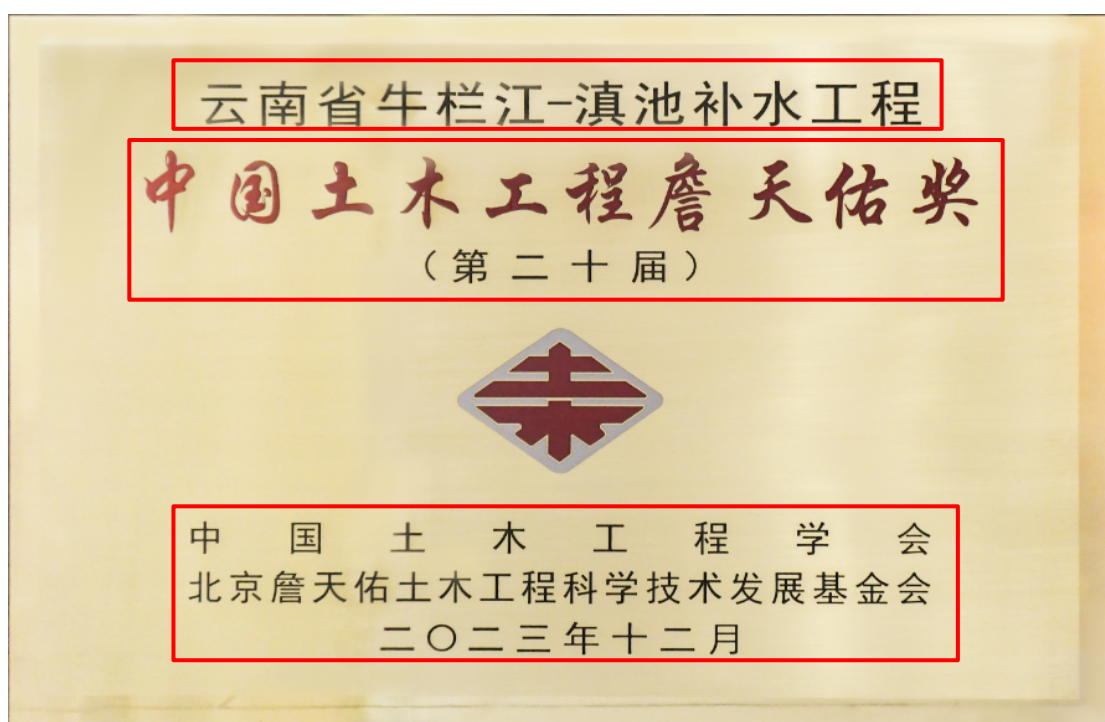 云南省牛栏江-滇池补水工程
中国土木工程詹天佑奖
（第二十届）
中国土木工程学会
北京詹天佑土木工程科学技术发展基金会
二〇二三年十二月